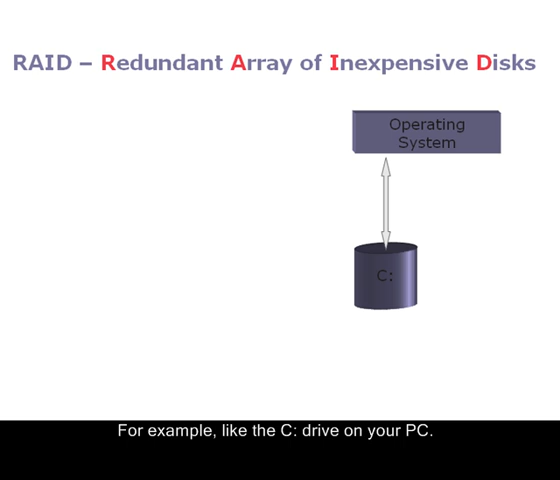 RAID – Redundant Array of Inexpensive Disks
Operating
System
C:
For example, like the C: drive on your PC.